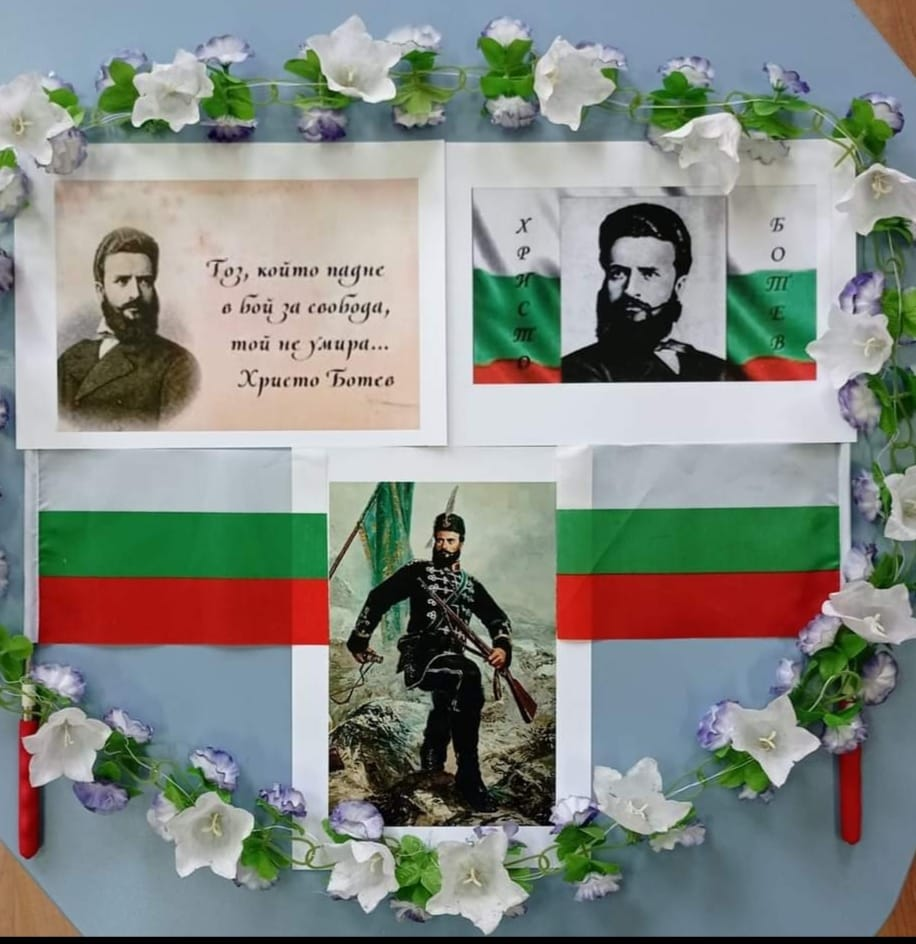 Тоз, който падне
в бой за свобода,
той не умира...
Христо Ботев
ХРИСТО
БОТЕВ